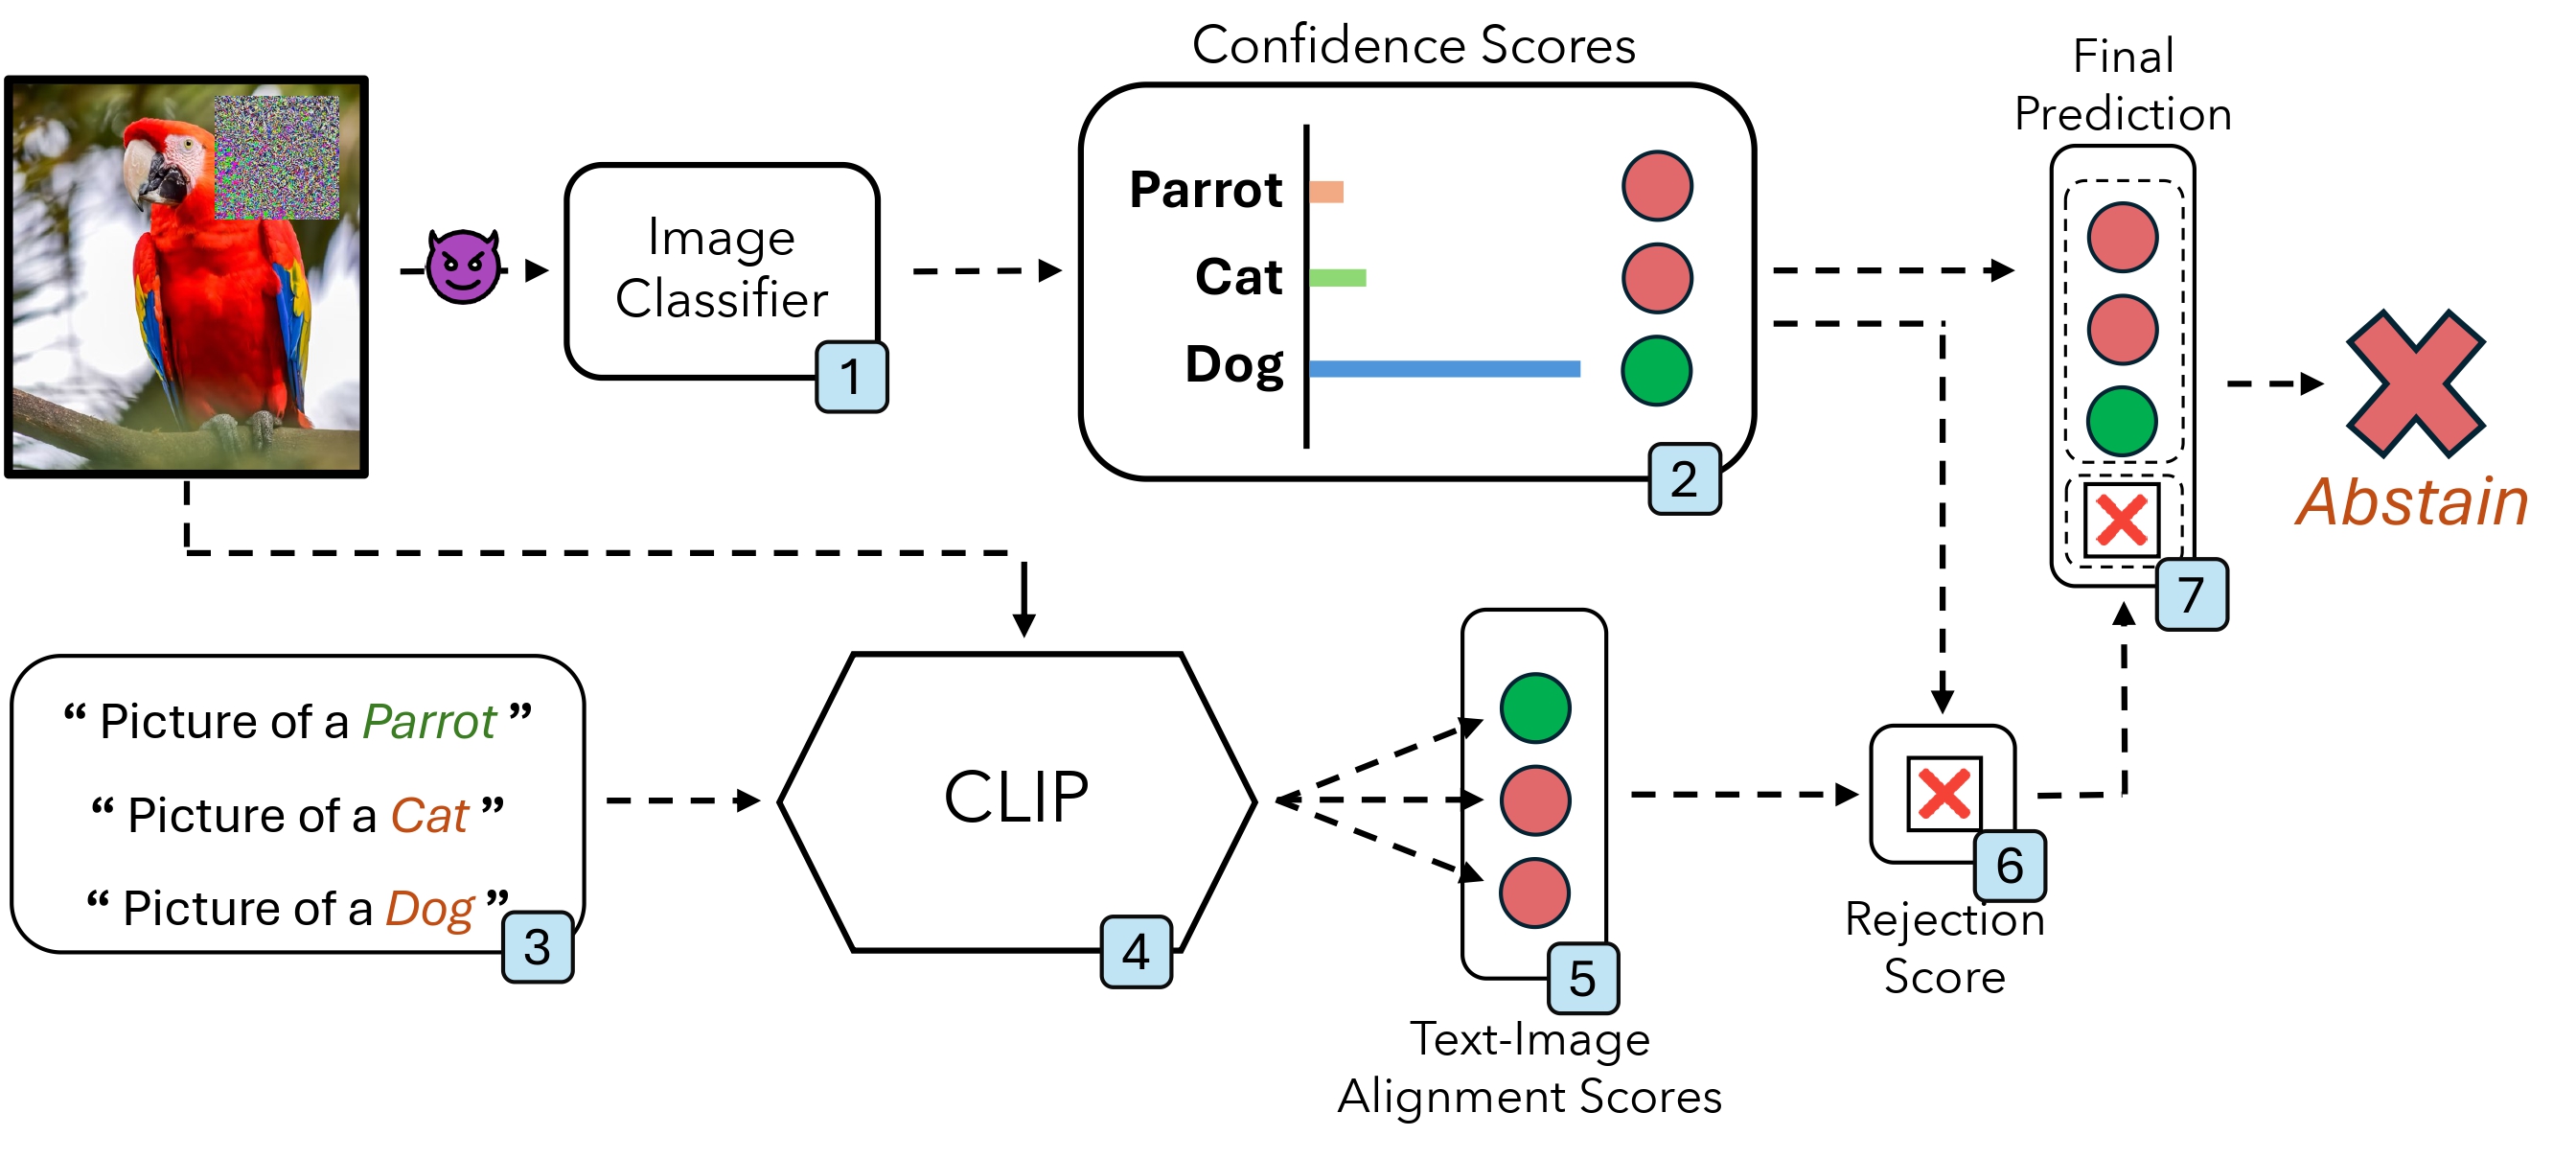 Confidence Scores
Final
Prediction
Parrot
Cat
Dog
Image
Classifier
1
2
Abstain
7
“ Picture of a Parrot ”
“ Picture of a Cat ”
“ Picture of a Dog ”
3
CLIP
4
5
Text-Image
Alignment Scores
6
Rejection
Score